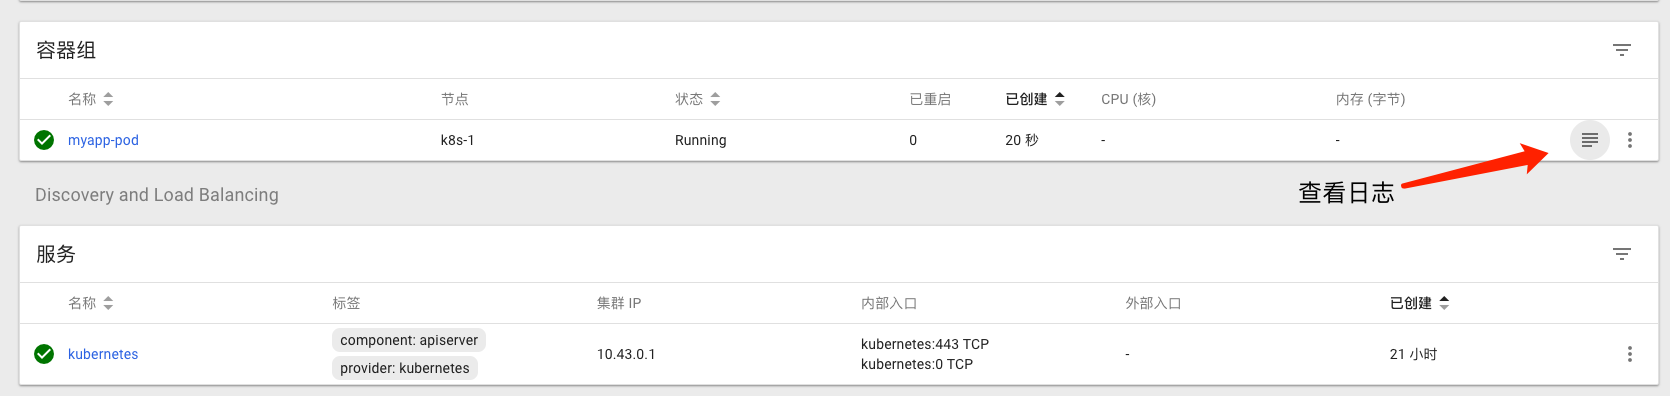 容器组
名称 节点 状态 已重启 已创建 CPU (核) 内存 (字节)
myapp-pod k8s-1 Running 0 20 秒 - -
查看日志
Discovery and Load Balancing
服务
名称 标签 集群 IP 内部入口 外部入口 已创建
component: apiserver
kubernetes:443 TCP
kubernetes 10.43.0.1 - 21 小时
provider: kubernetes
kubernetes:0 TCP